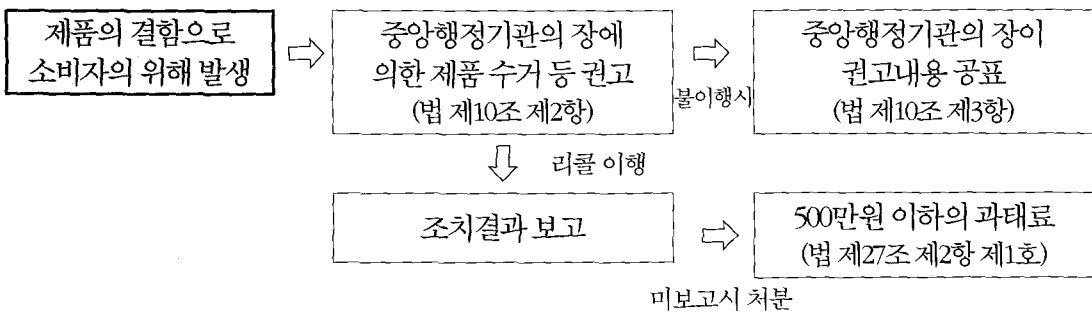 제품의 결함으로
소비자의 위해 발생
중앙행정기관의 장에
의한 제품 수거 등 권고
(법 제10조 제2항)
불이행시
중앙행정기관의 장이
권고내용 공표
(법 제10조 제3항)
리콜 이행
조치결과 보고
500만원 이하의 과태료
(법 제27조 제2항 제1호)
미보고시 처분